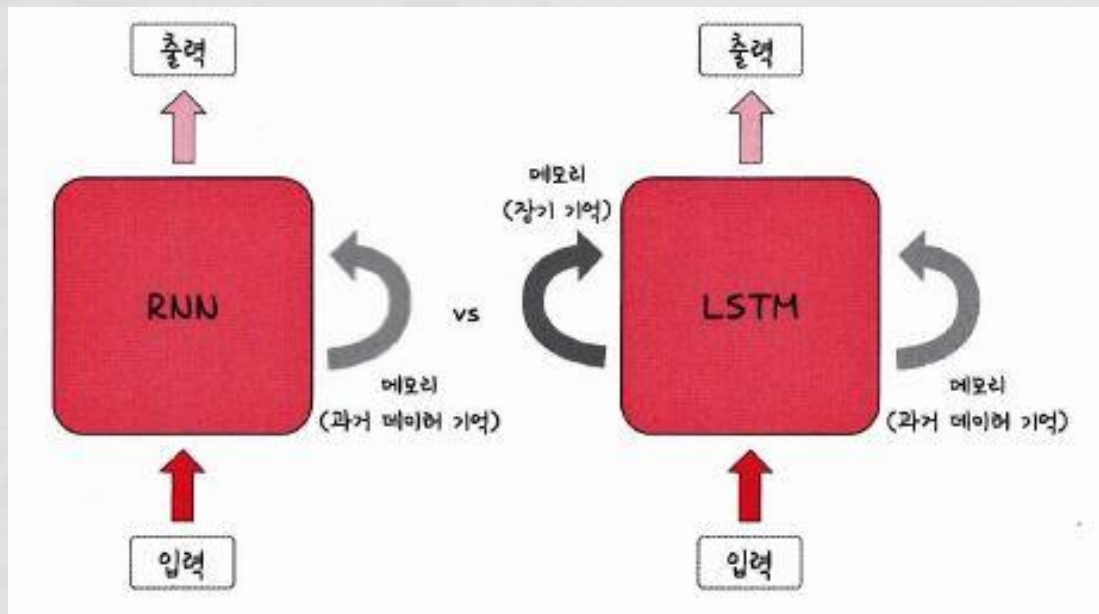 출력
RNN
메모리
(과거 데이터 기억)
입력
vs
출력
메모리
(장기 기억)
LSTM
메모리
(과거 데이터 기억)
입력